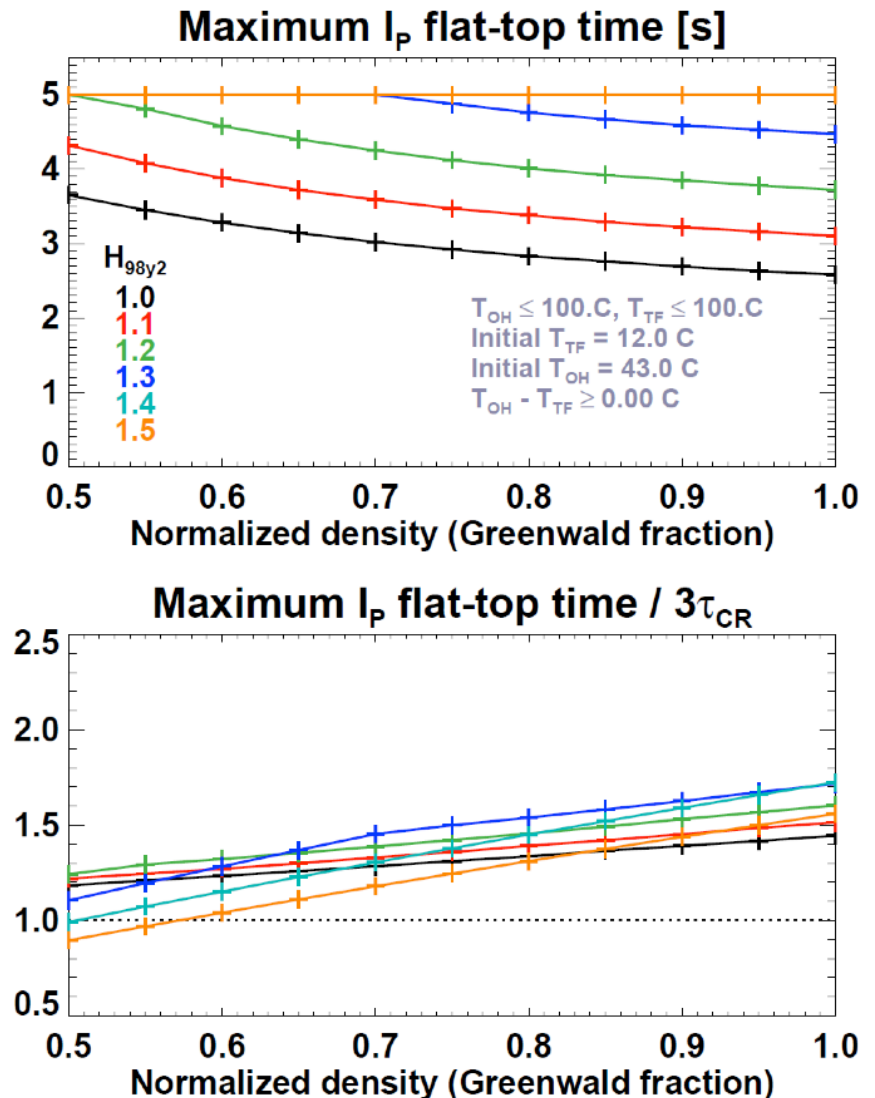 Maximum I_P flat-top time [s]
5
4
3
2
1
0
H_98y2
1.0
1.1
1.2
1.3
1.4
1.5
T_OH ≤ 100.C, T_TF ≤ 100.C
Initial T_TF = 12.0 C
Initial T_OH = 43.0 C
T_OH - T_TF ≥ 0.00 C
0.5 0.6 0.7 0.8 0.9 1.0
Normalized density (Greenwald fraction)
Maximum I_P flat-top time / 3τ_CR
2.5
2.0
1.5
1.0
0.5
0.5 0.6 0.7 0.8 0.9 1.0
Normalized density (Greenwald fraction)